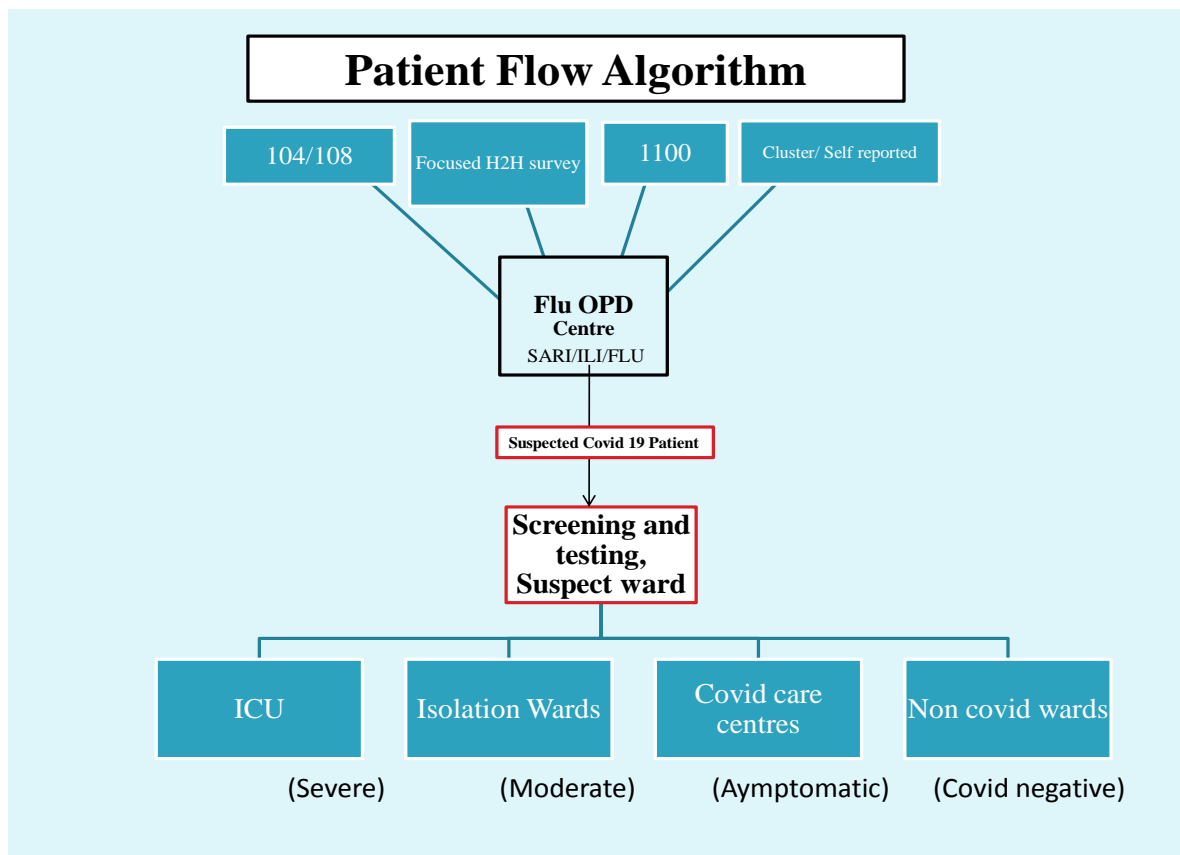 Patient Flow Algorithm
104/108
Focused H2H survey
1100
Cluster/ Self reported
Flu OPD
Centre
SARI/ILI/FLU
Suspected Covid 19 Patient
Screening and
testing,
Suspect ward
ICU
Isolation Wards
Covid care
centres
Non covid wards
(Severe)
(Moderate)
(Aymptomatic)
(Covid negative)